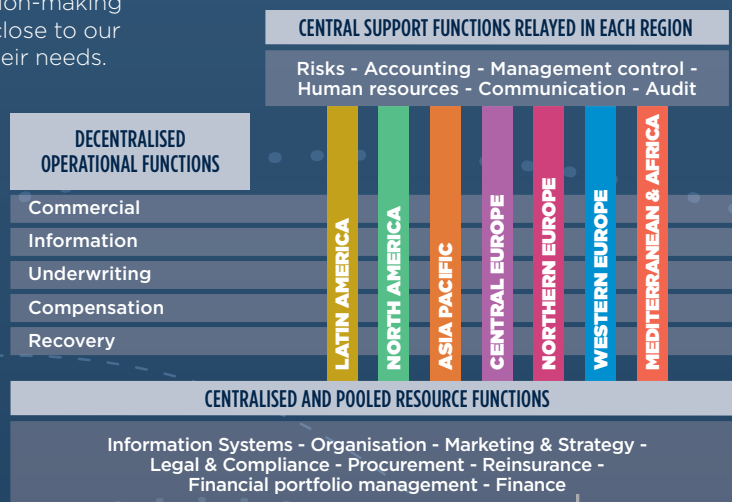 ion-making
close to our
eir needs.
CENTRAL SUPPORT FUNCTIONS RELAYED IN EACH REGION
Risks - Accounting - Management control -
Human resources - Communication - Audit
DECENTRALISED
OPERATIONAL FUNCTIONS
Commercial
Information
Underwriting
Compensation
Recovery
LATIN AMERICA
NORTH AMERICA
ASIA PACIFIC
CENTRAL EUROPE
NORTHERN EUROPE
WESTERN EUROPE
MEDITERRANEAN & AFRICA
CENTRALISED AND POOLED RESOURCE FUNCTIONS
Information Systems - Organisation - Marketing & Strategy -
Legal & Compliance - Procurement - Reinsurance -
Financial portfolio management - Finance